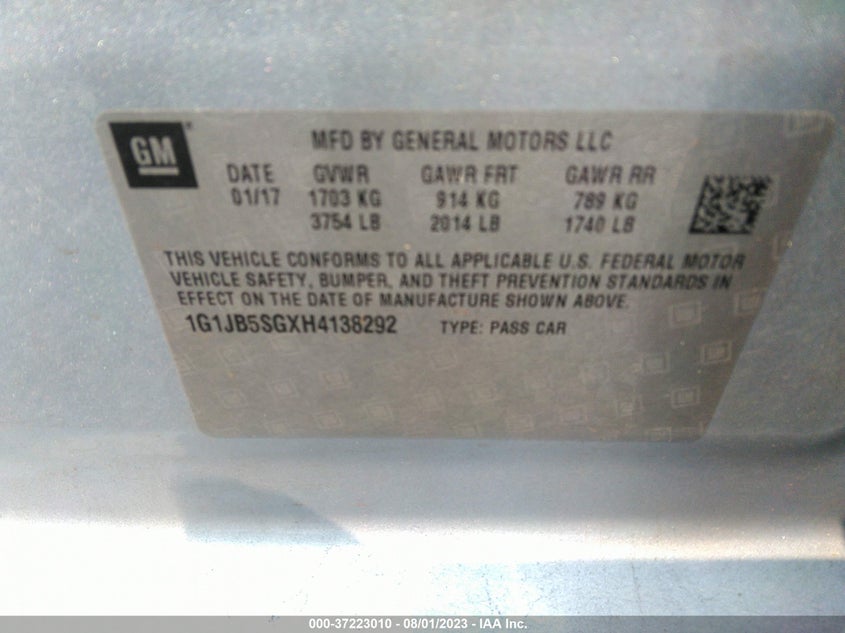 GM
MFD BY GENERAL MOTORS LLC
DATE GVWR GAWR FRT GAWR RR
01/17 1703 KG 914 KG 789 KG
3754 LB 2014 LB 1740 LB
THIS VEHICLE CONFORMS TO ALL APPLICABLE U.S. FEDERAL MOTOR
VEHICLE SAFETY, BUMPER, AND THEFT PREVENTION STANDARDS IN
EFFECT ON THE DATE OF MANUFACTURE SHOWN ABOVE.
1G1JB5SGXH4138292 TYPE: PASS CAR
000-37223010 - 08/01/2023 - IAA Inc.